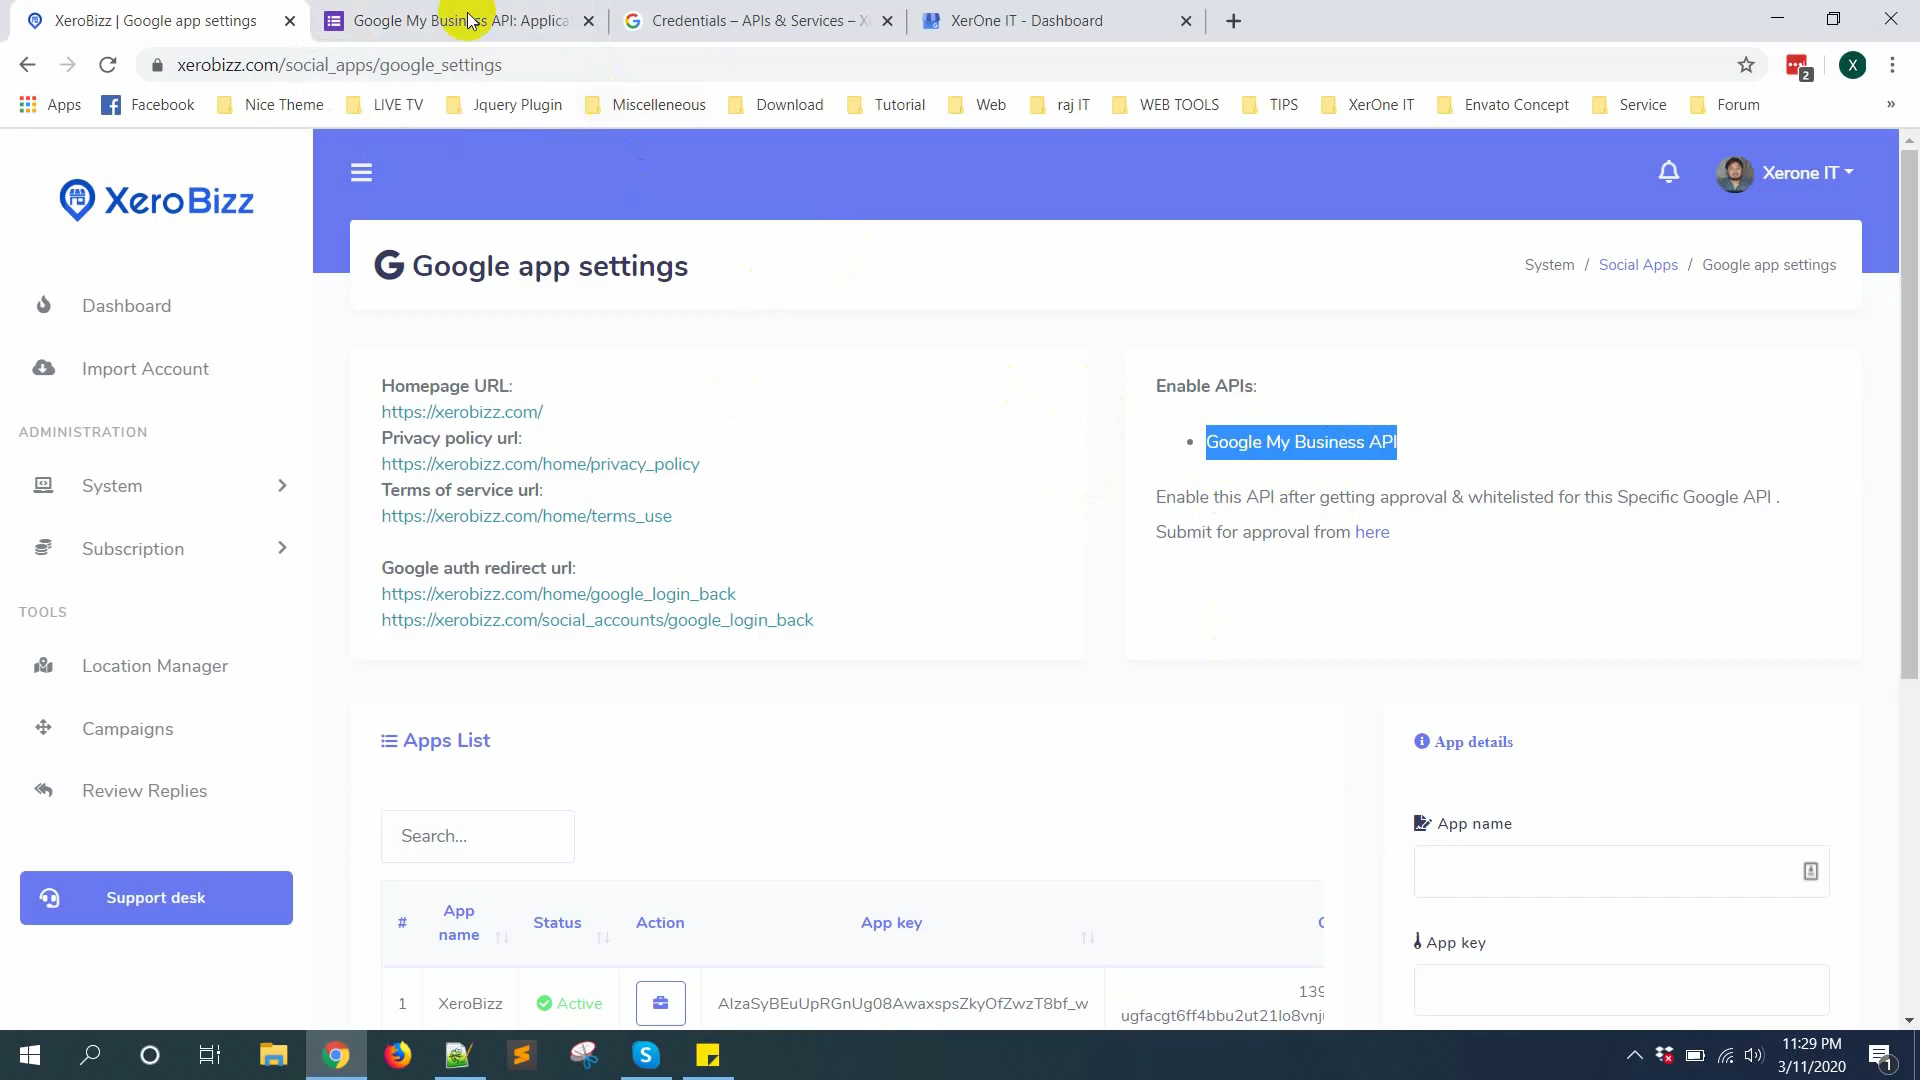 XeroBizz | Google app settings
Google My Business API: Applica
Credentials – APIs & Services – X
XerOne IT - Dashboard
xerobizz.com/social_apps/google_settings
X
2
Apps
Facebook
Nice Theme
LIVE TV
Jquery Plugin
Miscelleneous
Download
Tutorial
Web
raj IT
WEB TOOLS
TIPS
XerOne IT
Envato Concept
Service
Forum
»
XeroBizz
Xerone IT
Google app settings
System / Social Apps / Google app settings
Dashboard
Import Account
ADMINISTRATION
System
Subscription
TOOLS
Location Manager
Campaigns
Review Replies
Support desk
Homepage URL:
https://xerobizz.com/
Privacy policy url:
https://xerobizz.com/home/privacy_policy
Terms of service url:
https://xerobizz.com/home/terms_use
Google auth redirect url:
https://xerobizz.com/home/google_login_back
https://xerobizz.com/social_accounts/google_login_back
Enable APIs:
• Google My Business API
Enable this API after getting approval & whitelisted for this Specific Google API .
Submit for approval from here
Apps List
Search...
# App name Status Action App key
1 XeroBizz Active AIzaSyBEuUpRGnUg08AwaxspsZkyOfZwzT8bf_w 139
ugfacgt6ff4bbu2ut21lo8vnj
App details
App name
App key
11:29 PM
3/11/2020
1